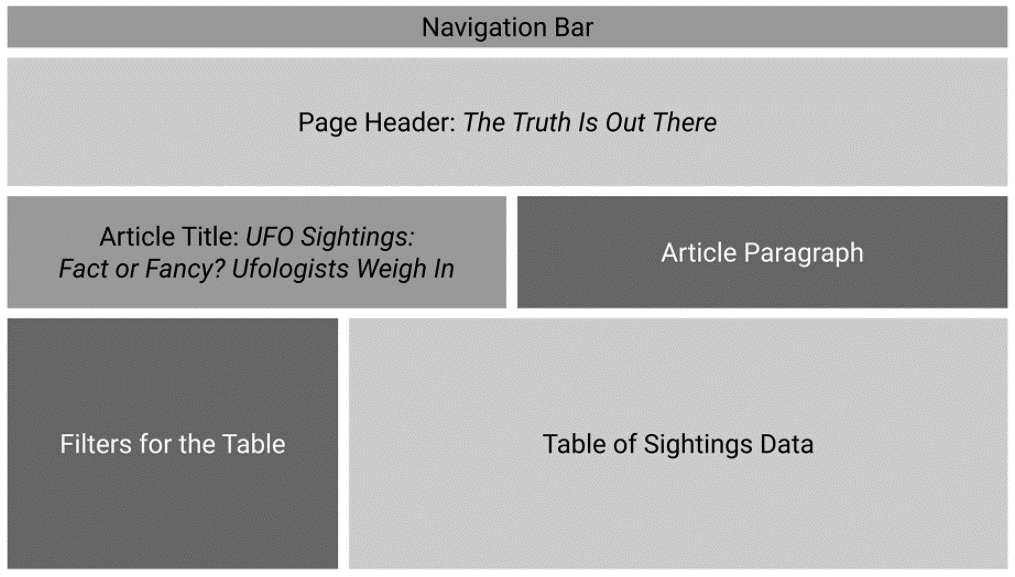 Navigation Bar
Page Header: The Truth Is Out There
Article Title: UFO Sightings:
Fact or Fancy? Ufologists Weigh In
Article Paragraph
Filters for the Table
Table of Sightings Data